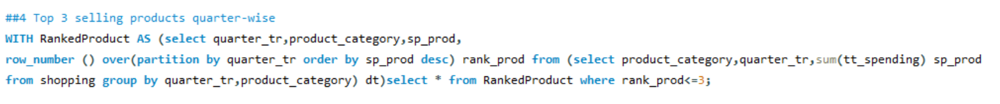 ##4 Top 3 selling products quarter-wise
WITH RankedProduct AS (select quarter_tr,product_category,sp_prod,
row_number () over(partition by quarter_tr order by sp_prod desc) rank_prod from (select product_category,quarter_tr,sum(tt_spending) sp_prod
from shopping group by quarter_tr,product_category) dt)select * from RankedProduct where rank_prod<=3;